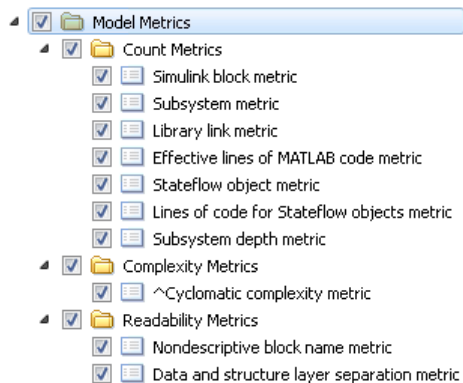 Model Metrics
Count Metrics
Simulink block metric
Subsystem metric
Library link metric
Effective lines of MATLAB code metric
Stateflow object metric
Lines of code for Stateflow objects metric
Subsystem depth metric
Complexity Metrics
^Cyclomatic complexity metric
Readability Metrics
Nondescriptive block name metric
Data and structure layer separation metric